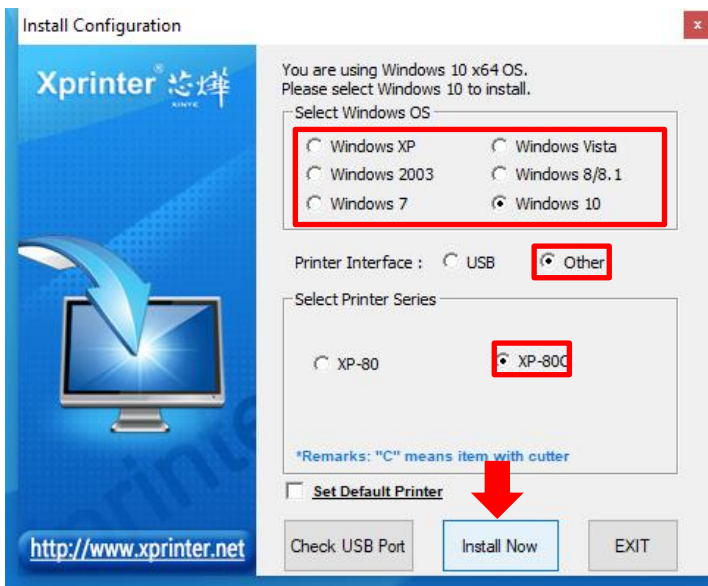 Install Configuration
x
Xprinter® 芯烨
XINYE
You are using Windows 10 x64 OS.
Please select Windows 10 to install.
Select Windows OS
Windows XP
Windows Vista
Windows 2003
Windows 8/8.1
Windows 7
Windows 10
Printer Interface :
USB
Other
Select Printer Series
XP-80
XP-80C
*Remarks: "C" means item with cutter
Set Default Printer
http://www.xprinter.net
Check USB Port
Install Now
EXIT